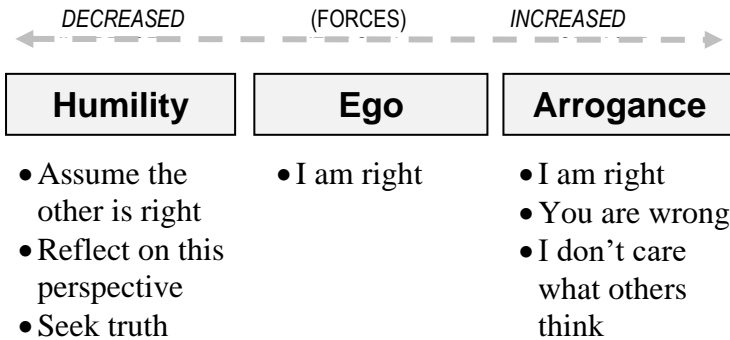 DECREASED (FORCES) INCREASED
Humility Ego Arrogance
• Assume the
other is right
• Reflect on this
perspective
• Seek truth
• I am right
• I am right
• You are wrong
• I don’t care
what others
think